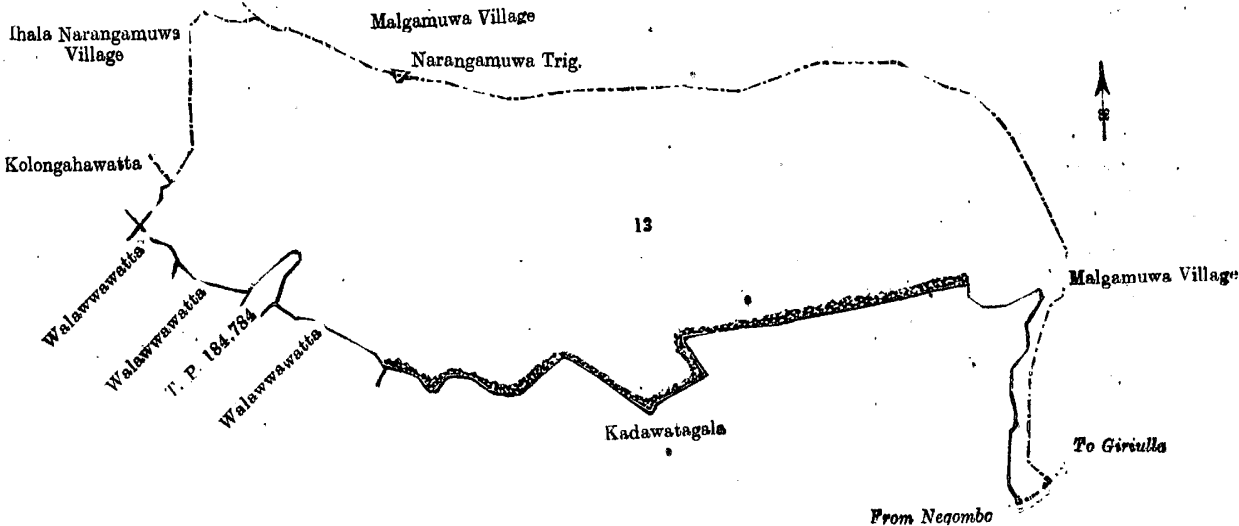 Malgamuwa Village
Ihala Narangamuwa
Village
Narangamuwa Trig.
Kolongahawatta
13
Walawwawatta
Walawwawatta
T. P. 184,784
Walawwawatta
Malgamuwa Village
Kadawatagala
To Giriulla
From Negombo